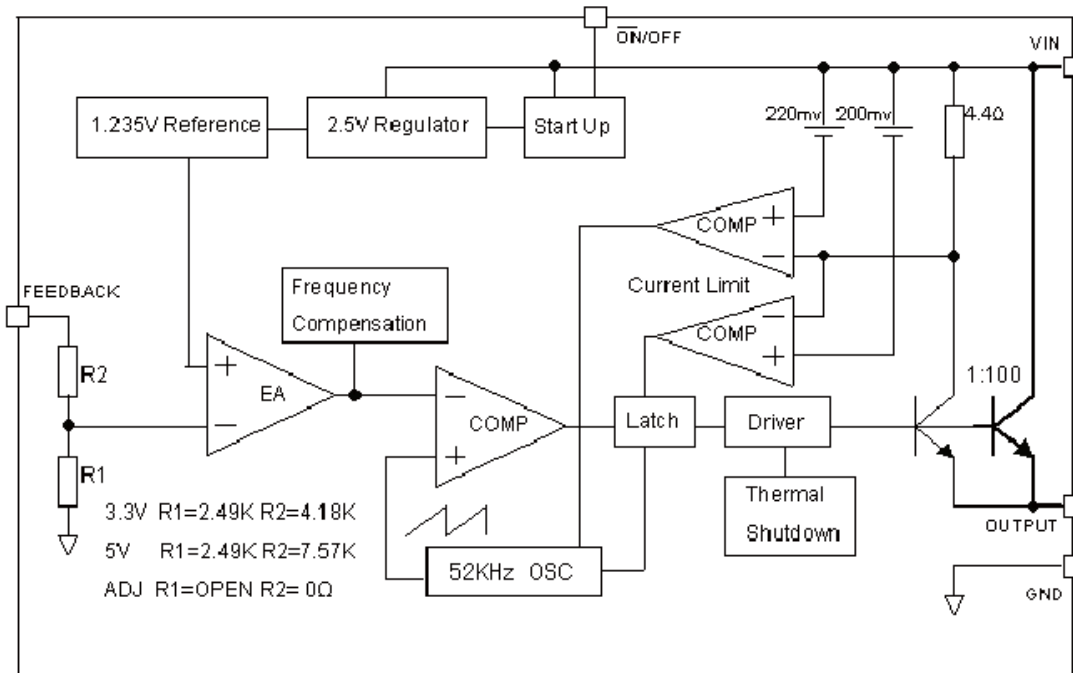 ON/OFF
VIN
1.235V Reference
2.5V Regulator
Start Up
220mv
200mv
4.4Ω
COMP
+
−
Current Limit
COMP
−
+
FEEDBACK
Frequency
Compensation
R2
+
EA
−
−
COMP
+
Latch
Driver
1:100
R1
Thermal
Shutdown
3.3V R1=2.49K R2=4.18K
5V R1=2.49K R2=7.57K
ADJ R1=OPEN R2= 0Ω
52KHz OSC
OUTPUT
GND